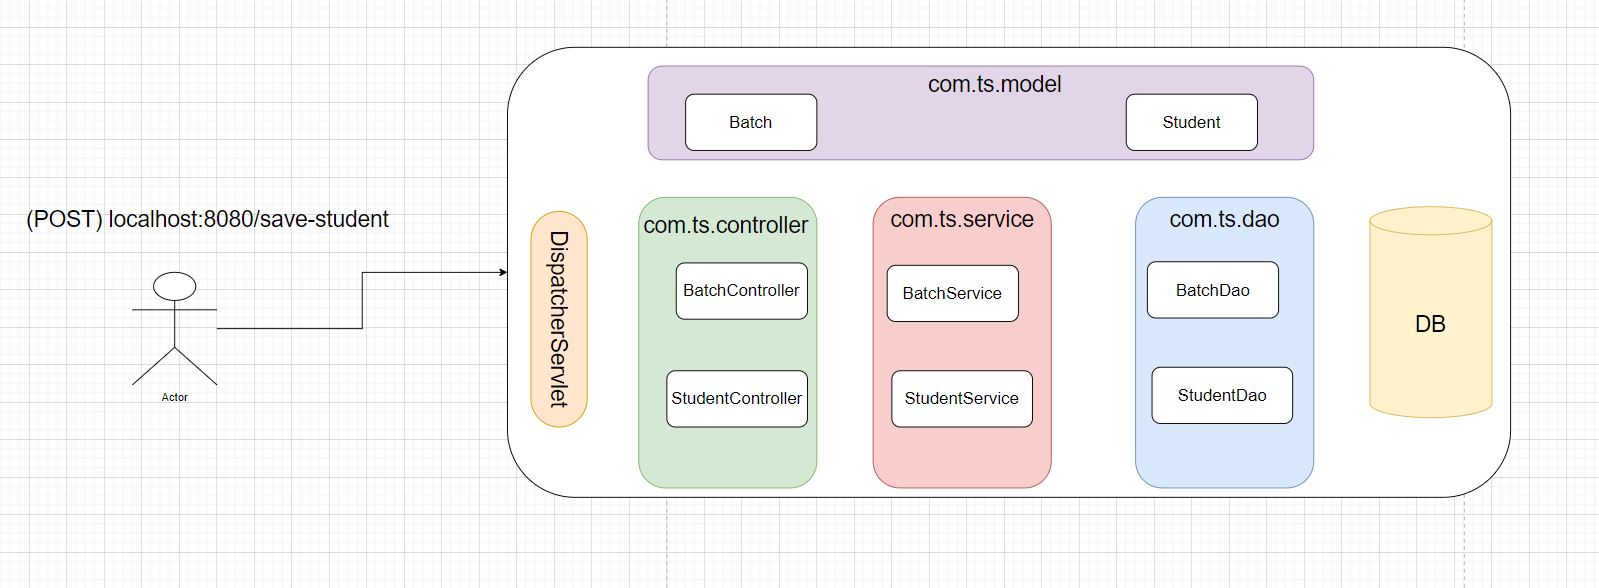 com.ts.model
Batch
Student
(POST) localhost:8080/save-student
Actor
DispatcherServlet
com.ts.controller
BatchController
StudentController
com.ts.service
BatchService
StudentService
com.ts.dao
BatchDao
StudentDao
DB